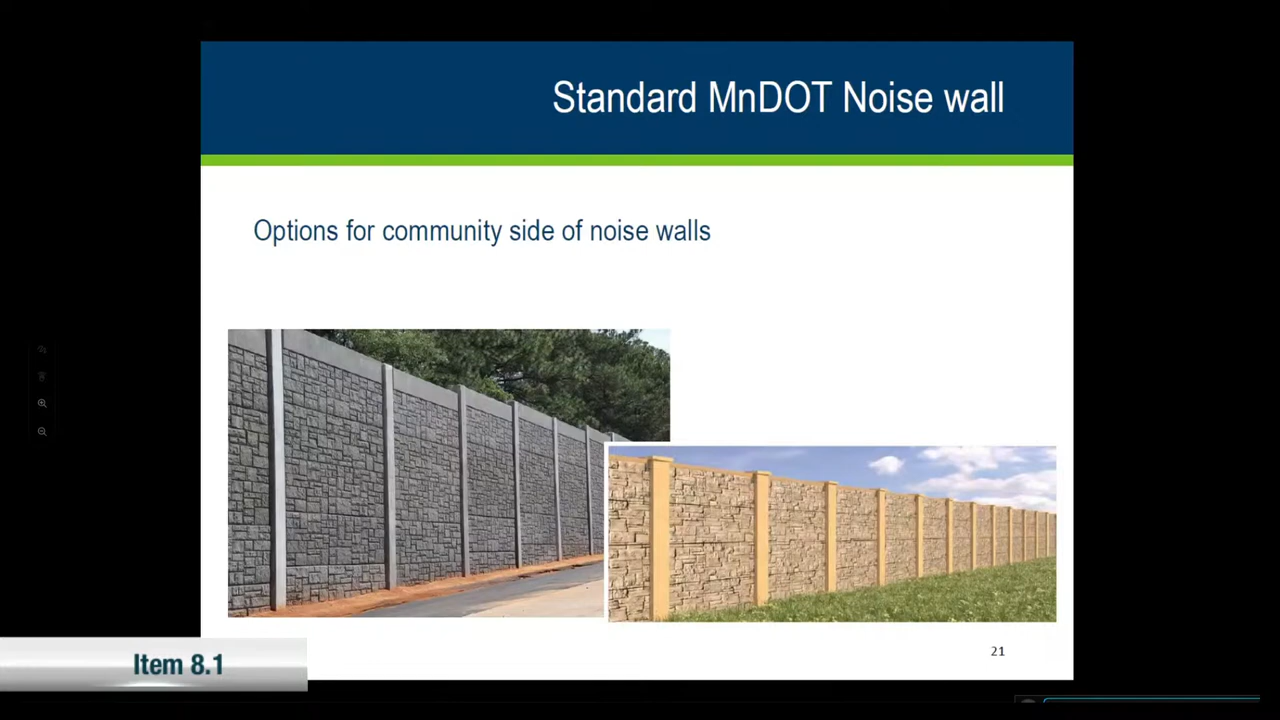 Standard MnDOT Noise wall
Options for community side of noise walls
21
Item 8.1